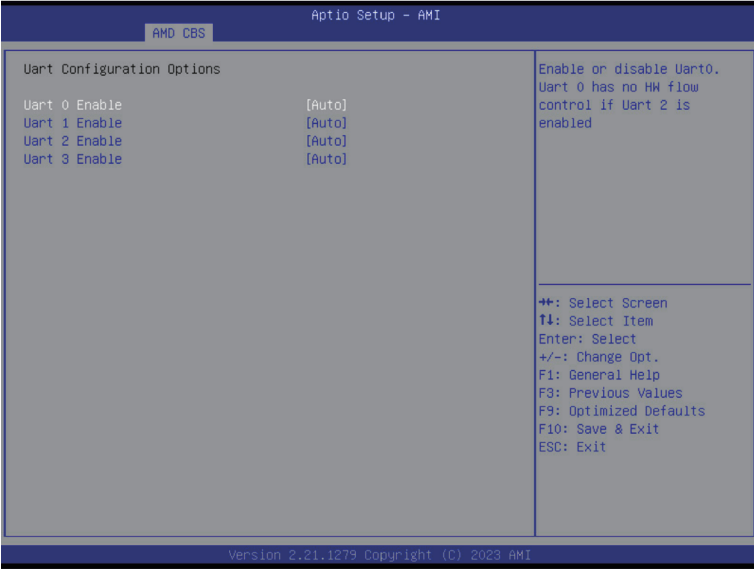 Aptio Setup – AMI
AMD CBS
Uart Configuration Options
Uart 0 Enable [Auto]
Uart 1 Enable [Auto]
Uart 2 Enable [Auto]
Uart 3 Enable [Auto]
Enable or disable Uart0.
Uart 0 has no HW flow
control if Uart 2 is
enabled
→←: Select Screen
↑↓: Select Item
Enter: Select
+/-: Change Opt.
F1: General Help
F3: Previous Values
F9: Optimized Defaults
F10: Save & Exit
ESC: Exit
Version 2.21.1279 Copyright (C) 2023 AMI